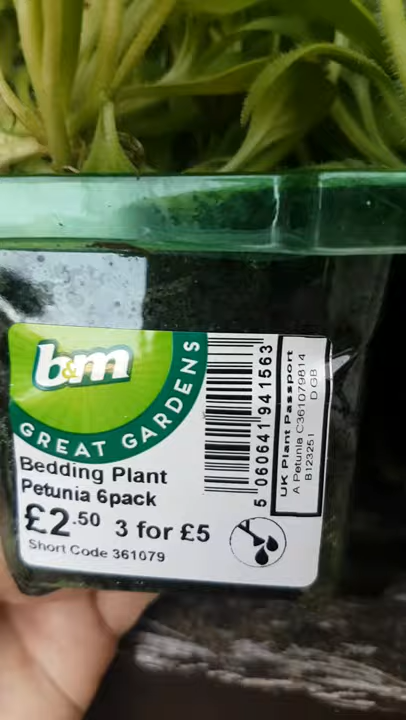 b&m
GREAT GARDENS
Bedding Plant
Petunia 6pack
£2.50 3 for £5
Short Code 361079
5 060641 941563
UK Plant Passport
A Petunia C361079814
B123251 D GB